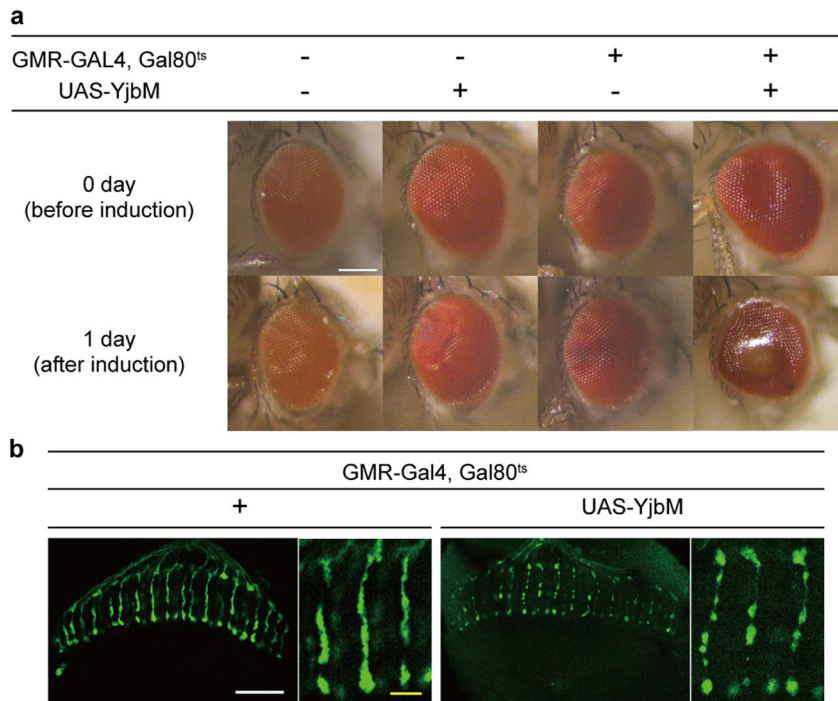 a
GMR-GAL4, Gal80ts - - + +
UAS-YjbM - + - +
0 day
(before induction)
1 day
(after induction)
b
GMR-Gal4, Gal80ts
+ UAS-YjbM